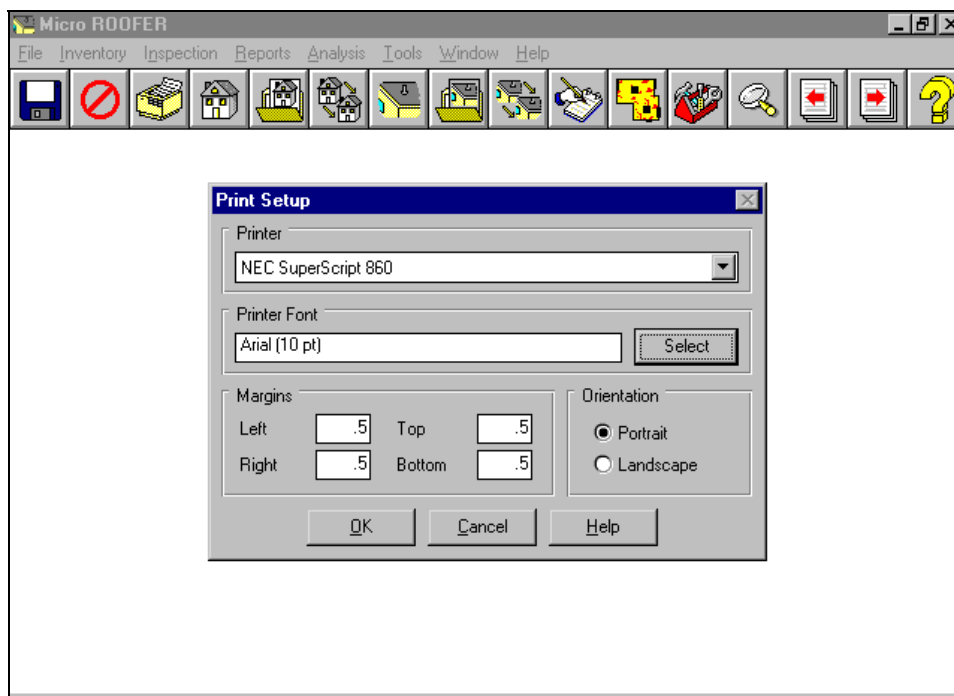 Micro ROOFER
File Inventory Inspection Reports Analysis Tools Window Help
Print Setup
Printer
NEC SuperScript 860
Printer Font
Arial (10 pt)
Select
Margins
Orientation
Left .5 Top .5
Portrait
Right .5 Bottom .5
Landscape
OK Cancel Help